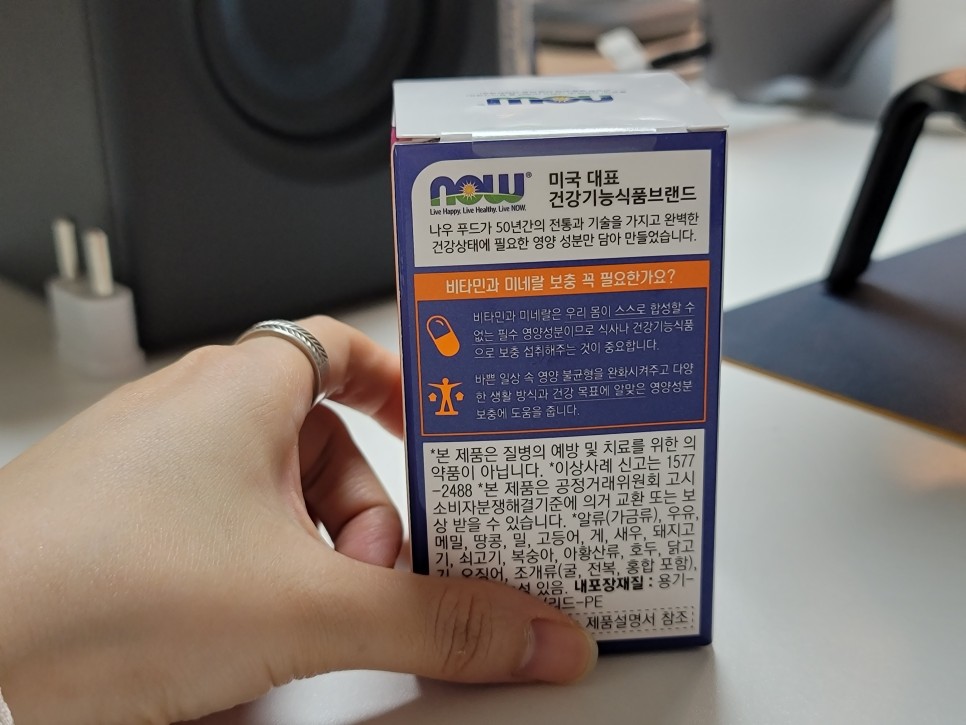 now
now®
Live Happy. Live Healthy. Live NOW.
미국 대표
건강기능식품브랜드
나우 푸드가 50년간의 전통과 기술을 가지고 완벽한
건강상태에 필요한 영양 성분만 담아 만들었습니다.
비타민과 미네랄 보충 꼭 필요한가요?
비타민과 미네랄은 우리 몸이 스스로 합성할 수
없는 필수 영양성분이므로 식사나 건강기능식품
으로 보충 섭취해주는 것이 중요합니다.
바쁜 일상 속 영양 불균형을 완화시켜주고 다양
한 생활 방식과 건강 목표에 알맞은 영양성분
보충에 도움을 줍니다.
*본 제품은 질병의 예방 및 치료를 위한 의
약품이 아닙니다. *이상사례 신고는 1577
-2488 *본 제품은 공정거래위원회 고시
소비자분쟁해결기준에 의거 교환 또는 보
상 받을 수 있습니다. *알류(가금류), 우유,
메밀, 땅콩, 밀, 고등어, 게, 새우, 돼지고
기, 쇠고기, 복숭아, 아황산류, 호두, 닭고
기, 오징어, 조개류(굴, 전복, 홍합 포함),
있음. 내포장재질 : 용기-
리드-PE
제품설명서 참조